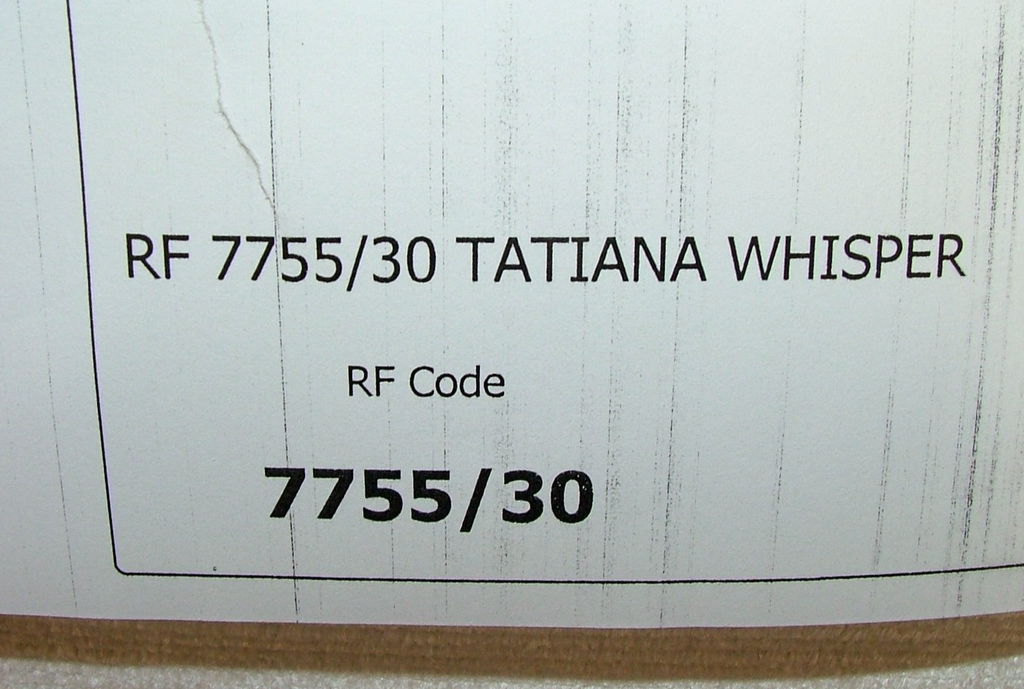 RF 7755/30 TATIANA WHISPER
RF Code
7755/30